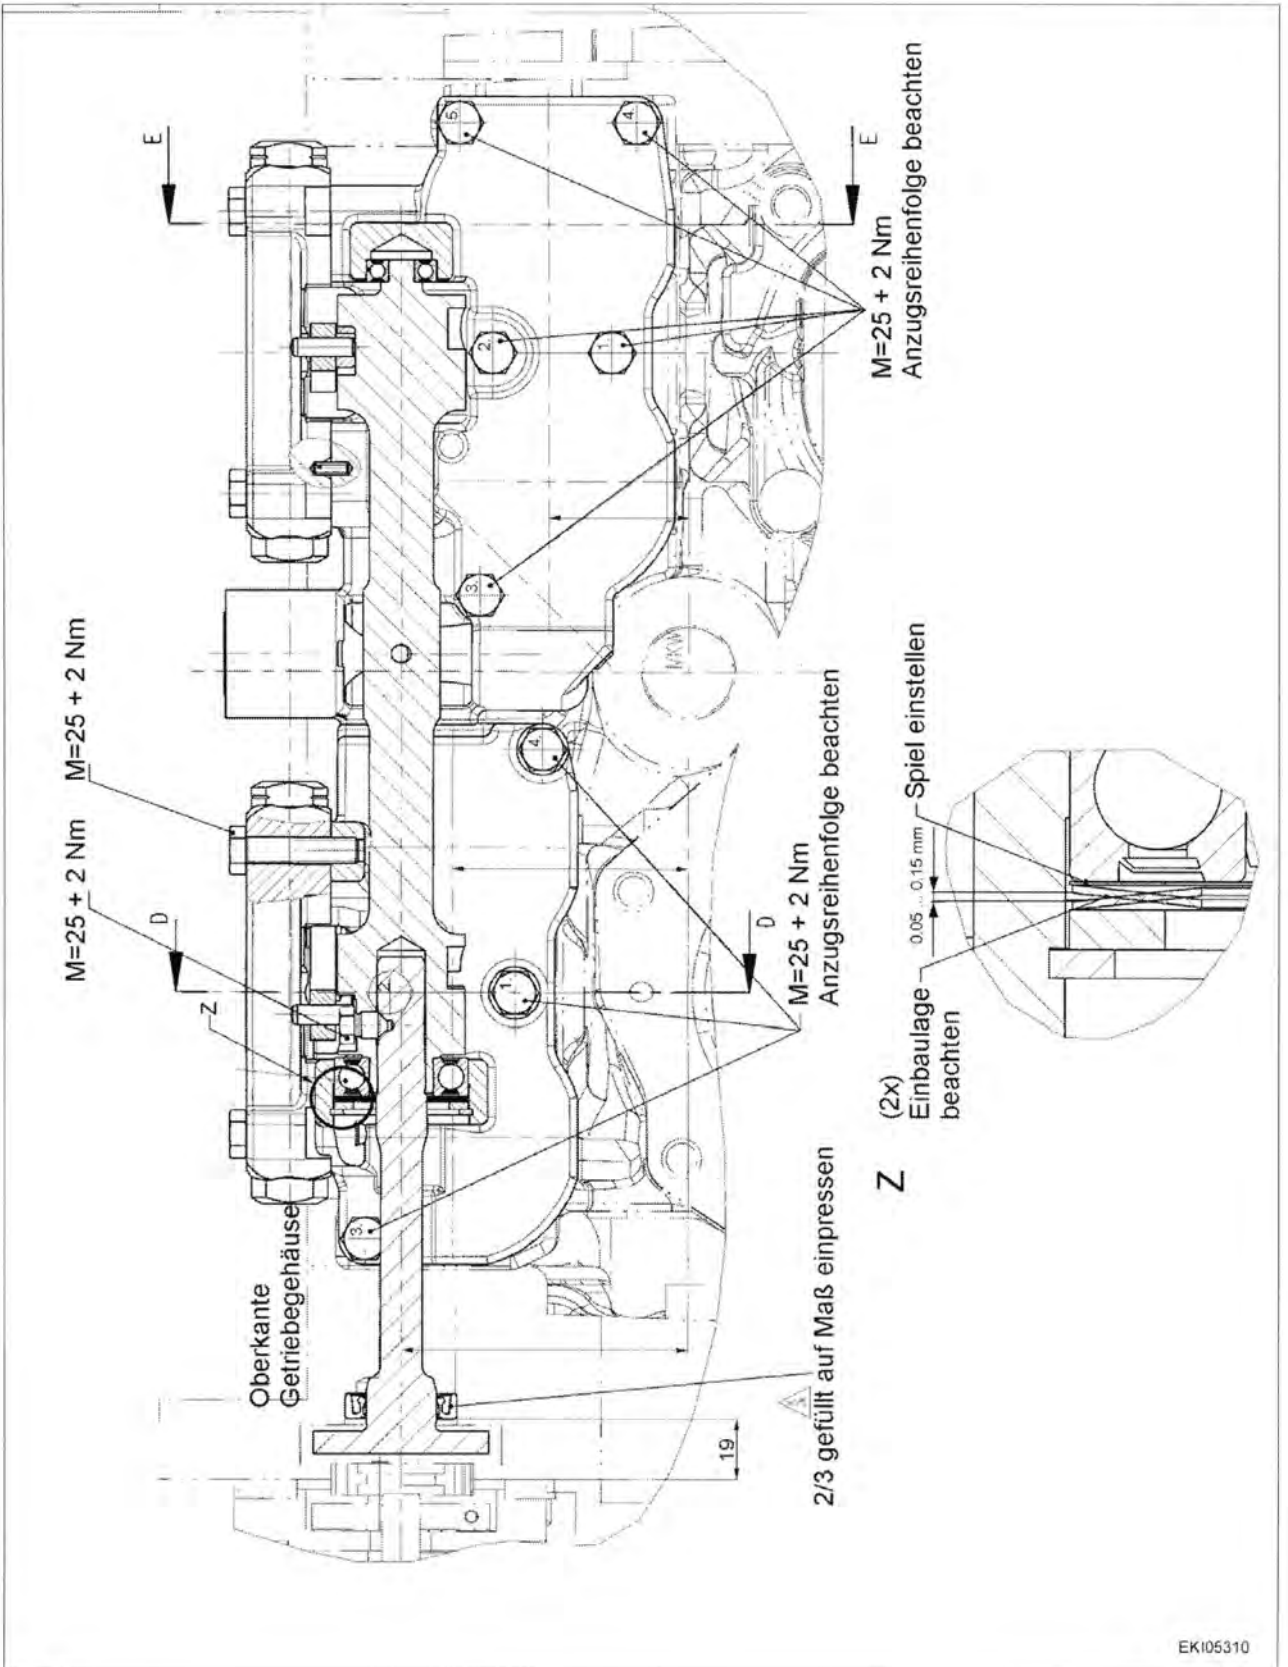 E
5.
4.
E
M=25 + 2 Nm
Anzugsreihenfolge beachten
2.
1.
3.
MKW
M=25 + 2 Nm
M=25 + 2 Nm
D
Z
2.
4.
1.
D
M=25 + 2 Nm
Anzugsreihenfolge beachten
3.
Oberkante
Getriebegehäuse
19
2/3 gefüllt auf Maß einpressen
Z
(2x)
Einbaulage
beachten
0.05 ... 0,15 mm
Spiel einstellen
EKI05310